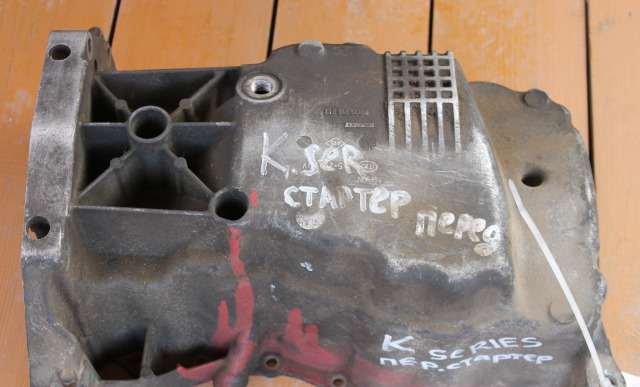 K. SER
СТАРТЕР перед
K SERIES
ПЕР. СТАРТЕР